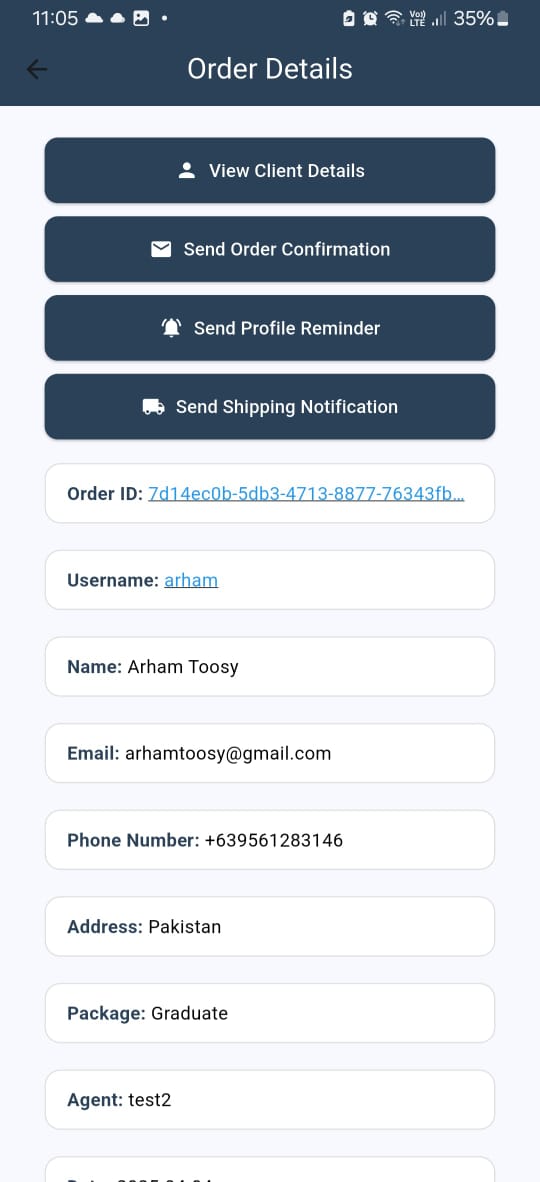 11:05
Vo))
LTE
35%
Order Details
View Client Details
Send Order Confirmation
Send Profile Reminder
Send Shipping Notification
Order ID: 7d14ec0b-5db3-4713-8877-76343fb...
Username: arham
Name: Arham Toosy
Email: arhamtoosy@gmail.com
Phone Number: +639561283146
Address: Pakistan
Package: Graduate
Agent: test2